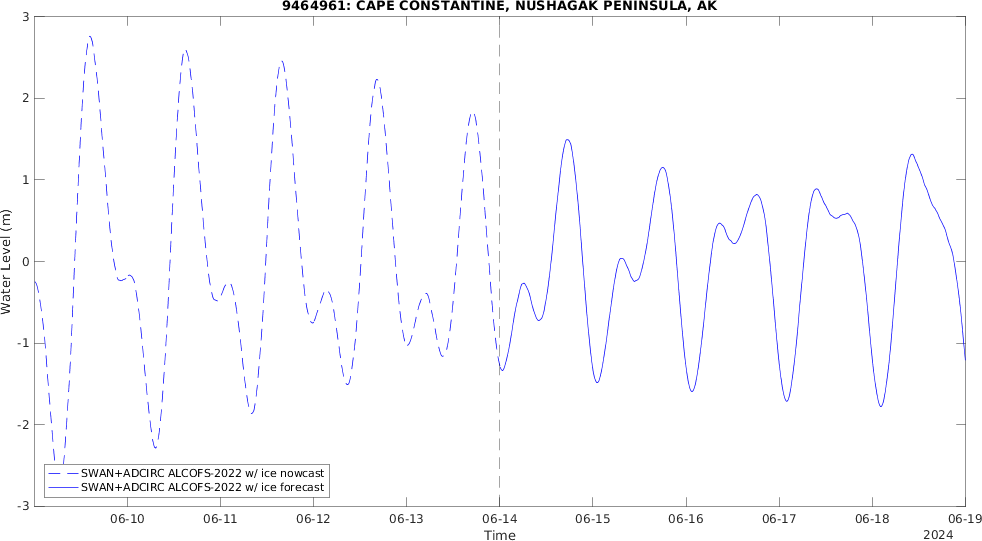 9464961: CAPE CONSTANTINE, NUSHAGAK PENINSULA, AK
3
2
1
0
-1
-2
-3
Water Level (m)
SWAN+ADCIRC ALCOFS-2022 w/ ice nowcast
SWAN+ADCIRC ALCOFS-2022 w/ ice forecast
06-10 06-11 06-12 06-13 06-14 06-15 06-16 06-17 06-18 06-19
Time
2024